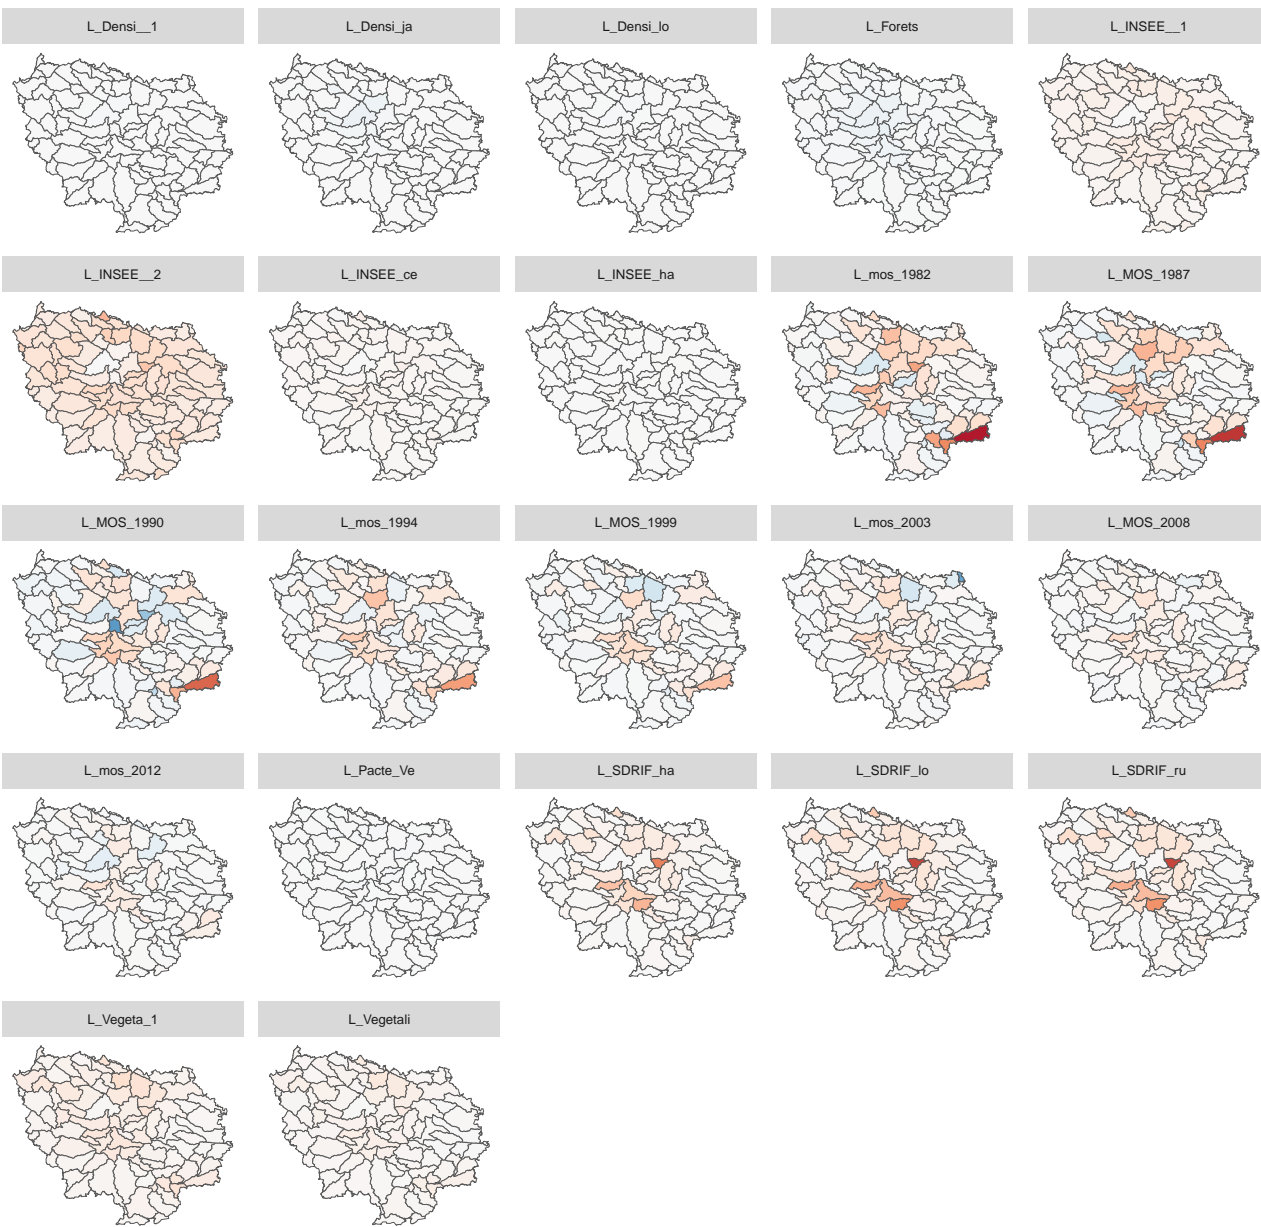 L_Densi__1
L_Densi_ja
L_Densi_lo
L_Forets
L_INSEE__1
L_INSEE__2
L_INSEE_ce
L_INSEE_ha
L_mos_1982
L_MOS_1987
L_MOS_1990
L_mos_1994
L_MOS_1999
L_mos_2003
L_MOS_2008
L_mos_2012
L_Pacte_Ve
L_SDRIF_ha
L_SDRIF_lo
L_SDRIF_ru
L_Vegeta_1
L_Vegetali